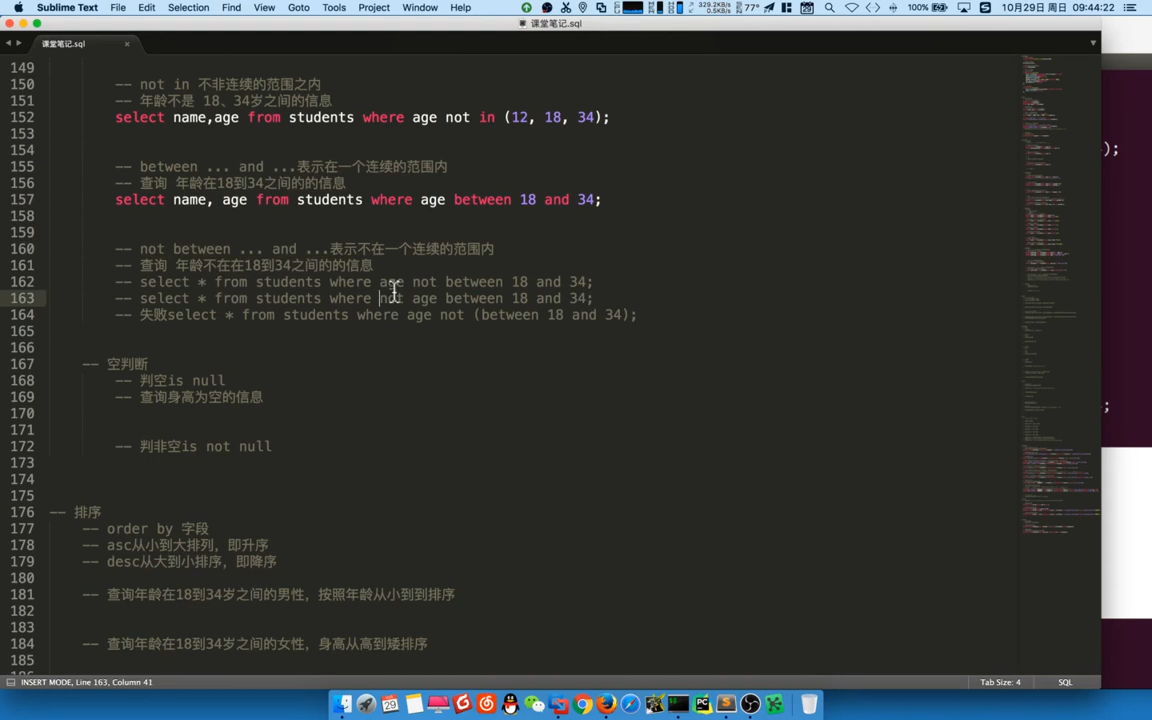 Sublime Text File Edit Selection Find View Goto Tools Project Window Help 329.2KB/s 0.5KB/s 77° 100% 10月29日 周日 09:44:22
课堂笔记.sql
课堂笔记.sql ×
149
150 -- not in 不非连续的范围之内
151 -- 年龄不是 18、34岁之间的信息
152 select name,age from students where age not in (12, 18, 34);
153
154
155 -- between ... and ...表示在一个连续的范围内
156 -- 查询 年龄在18到34之间的的信息
157 select name, age from students where age between 18 and 34;
158
159
160 -- not between ... and ...表示不在一个连续的范围内
161 -- 查询 年龄不在在18到34之间的的信息
162 -- select * from students where age not between 18 and 34;
163 -- select * from students where not age between 18 and 34;
164 -- 失败select * from students where age not (between 18 and 34);
165
166
167 -- 空判断
168 -- 判空is null
169 -- 查询身高为空的信息
170
171
172 -- 判非空is not null
173
174
175
176 -- 排序
177 -- order by 字段
178 -- asc从小到大排列，即升序
179 -- desc从大到小排序，即降序
180
181 -- 查询年龄在18到34岁之间的男性，按照年龄从小到到排序
182
183
184 -- 查询年龄在18到34岁之间的女性，身高从高到矮排序
185
);
;
INSERT MODE, Line 163, Column 41 Tab Size: 4 SQL